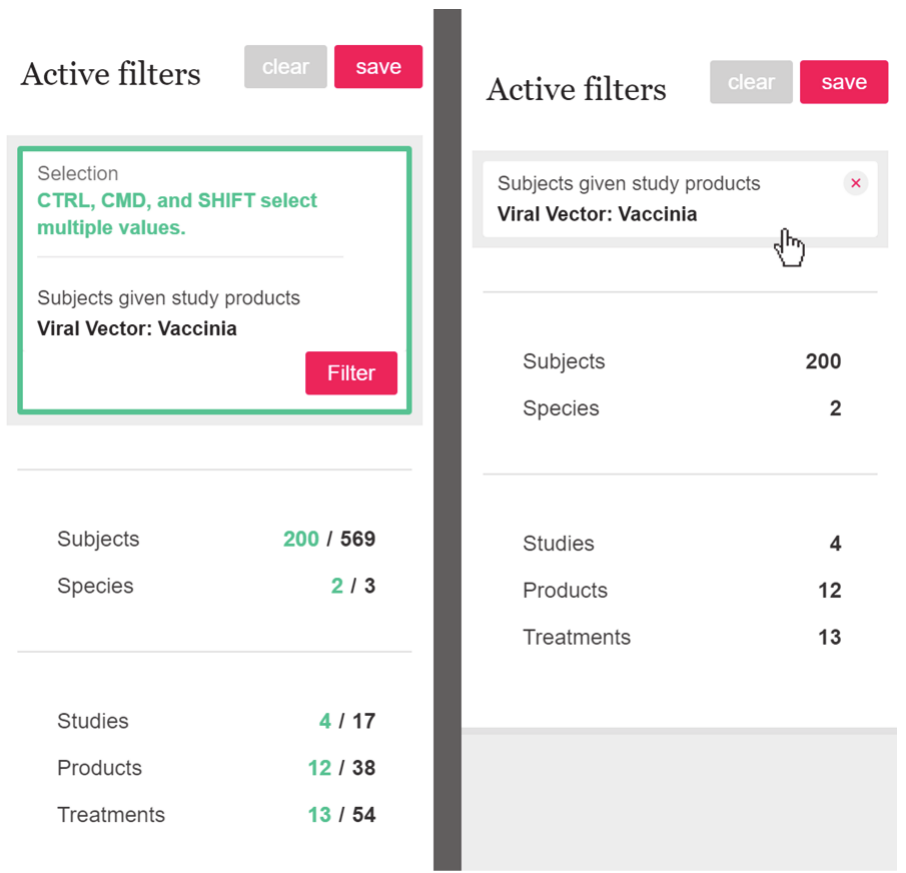 Active filters
clear
save
Selection
CTRL, CMD, and SHIFT select
multiple values.
Subjects given study products
Viral Vector: Vaccinia
Filter
Subjects 200 / 569
Species 2 / 3
Studies 4 / 17
Products 12 / 38
Treatments 13 / 54
Active filters
clear
save
Subjects given study products
×
Viral Vector: Vaccinia
Subjects 200
Species 2
Studies 4
Products 12
Treatments 13